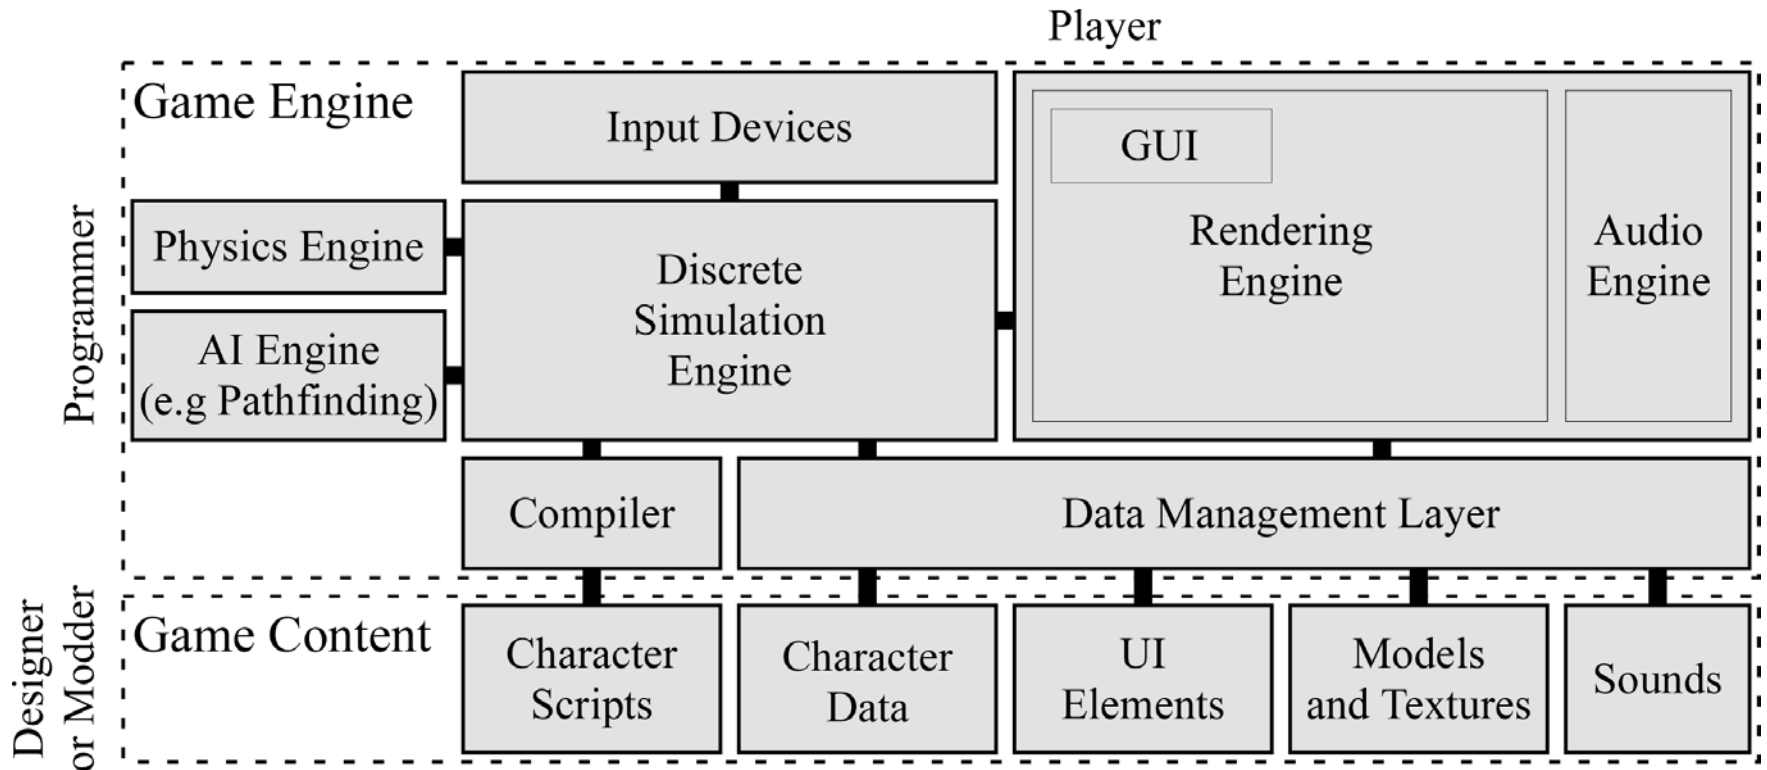 Player
Game Engine
Input Devices
GUI
Rendering
Engine
Audio
Engine
Programmer
Physics Engine
Discrete
Simulation
Engine
AI Engine
(e.g Pathfinding)
Compiler
Data Management Layer
Designer
or Modder
Game Content
Character
Scripts
Character
Data
UI
Elements
Models
and Textures
Sounds